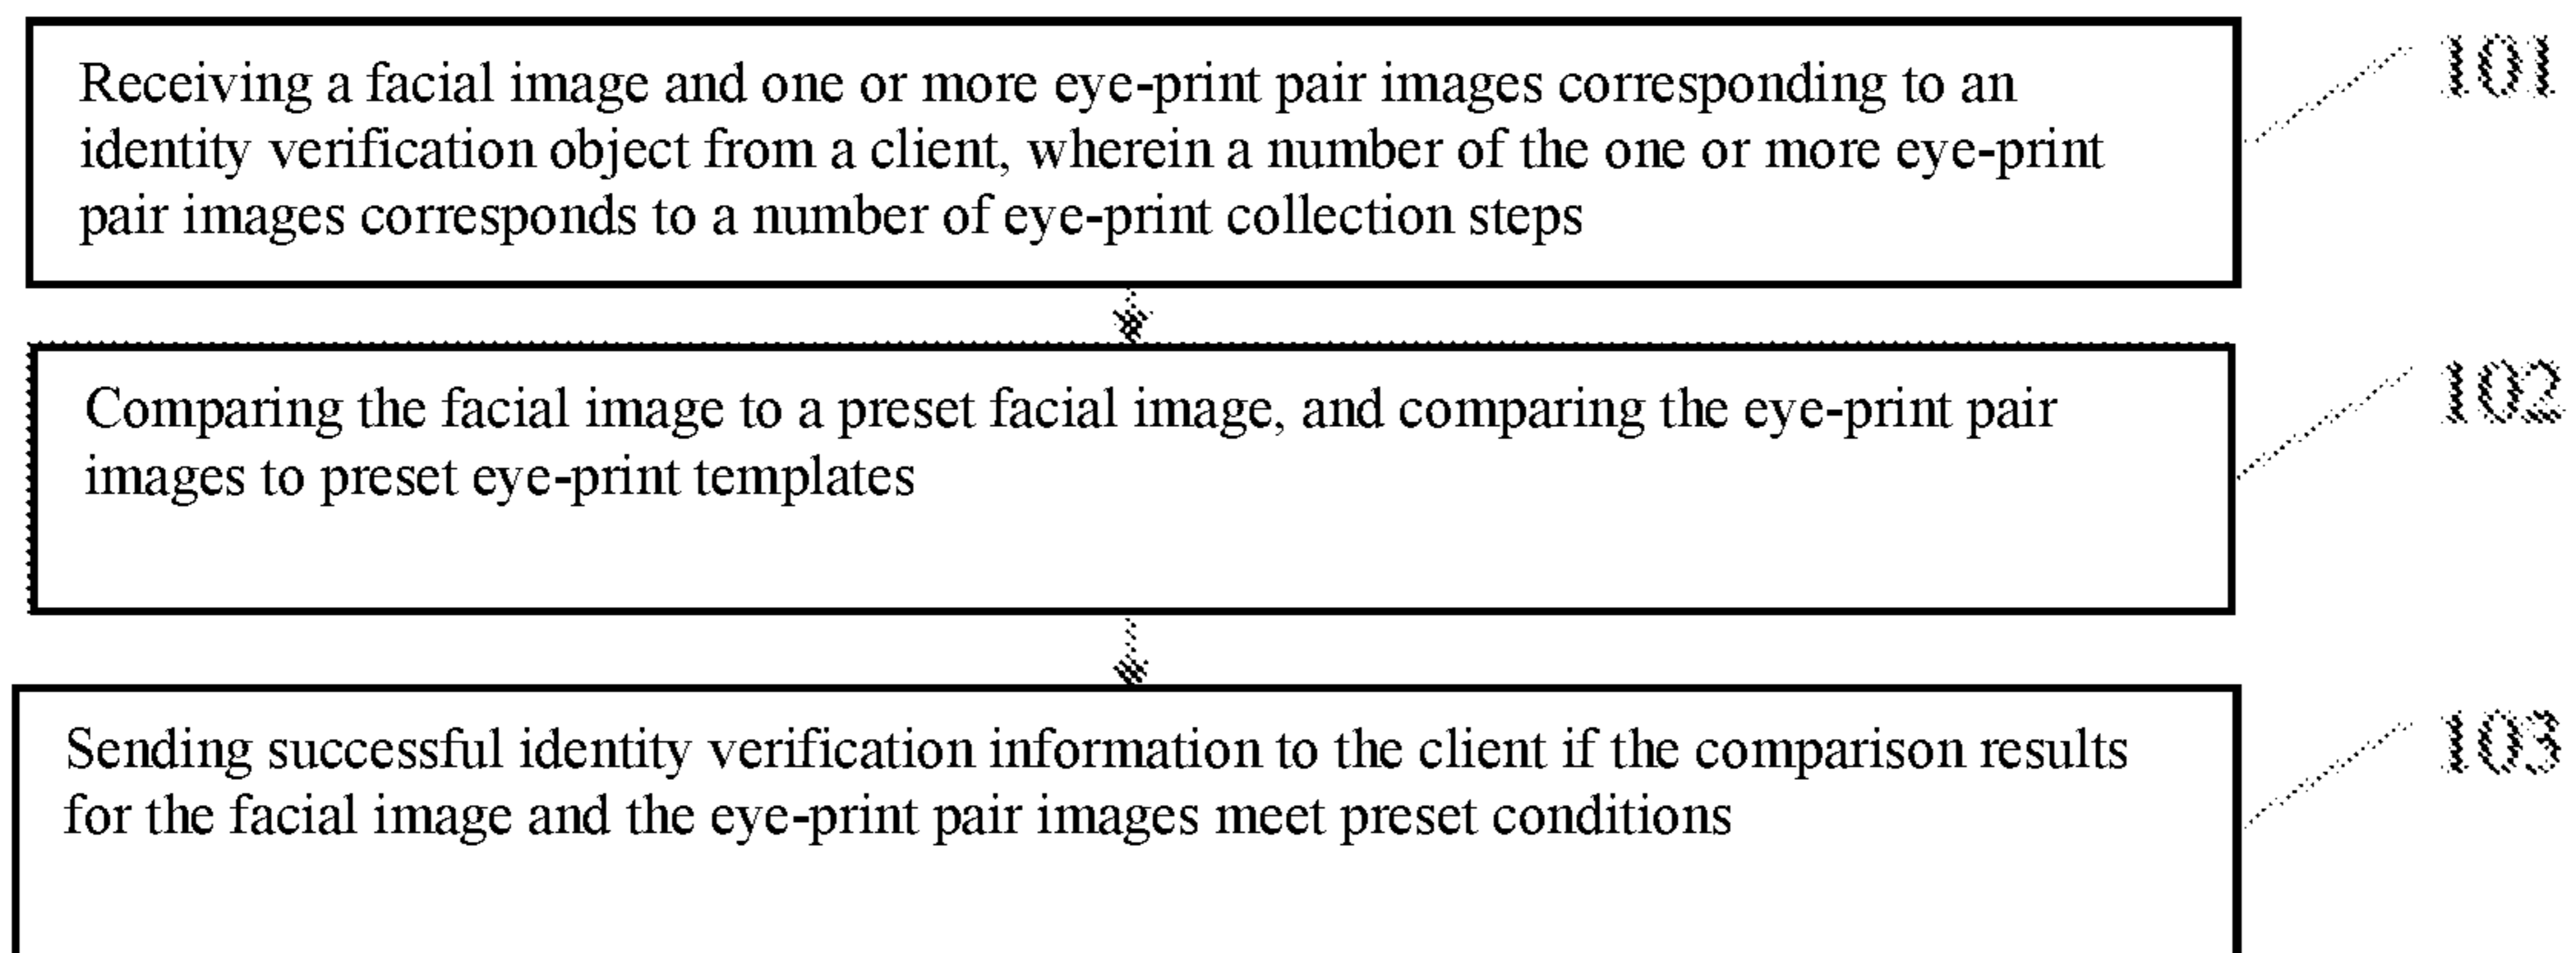 Receiving a facial image and one or more eye-print pair images corresponding to an
identity verification object from a client, wherein a number of the one or more eye-print
pair images corresponds to a number of eye-print collection steps
101
Comparing the facial image to a preset facial image, and comparing the eye-print pair
images to preset eye-print templates
102
Sending successful identity verification information to the client if the comparison results
for the facial image and the eye-print pair images meet preset conditions
103